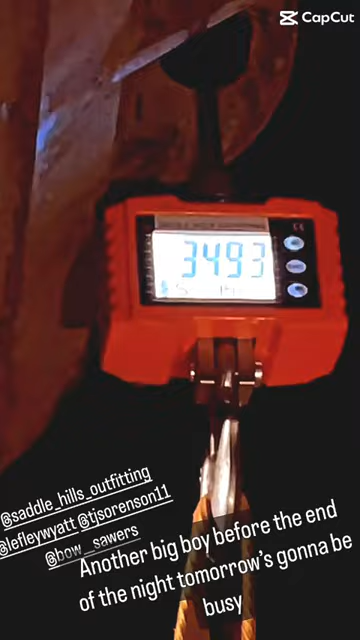 CapCut
3493
@saddle_hills_outfitting
@lefleywyatt @tjsorenson11
@bow__sawers
Another big boy before the end
of the night tomorrow's gonna be
busy